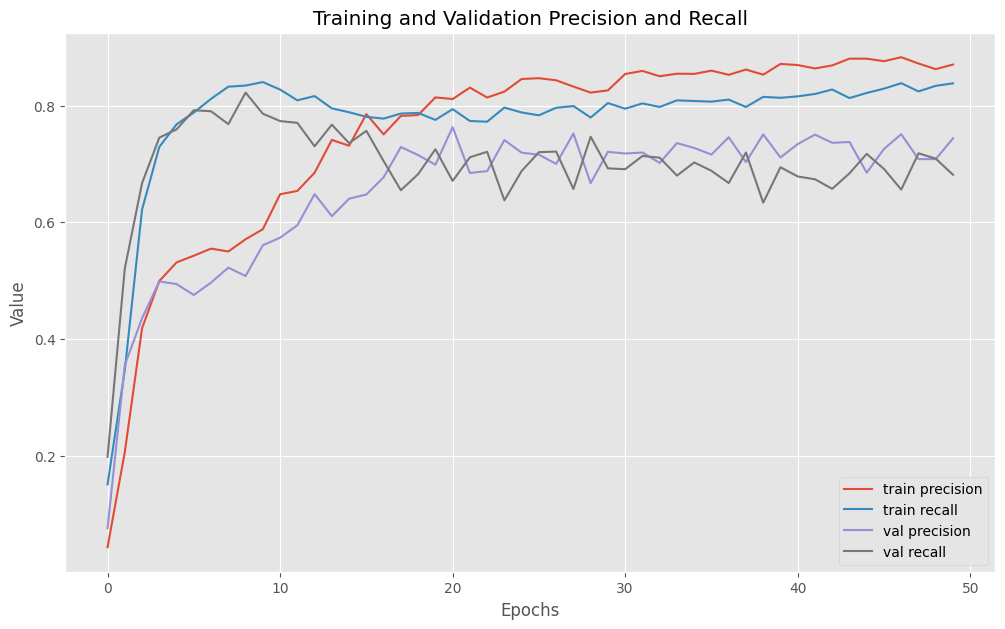 Training and Validation Precision and Recall
Value
0.8
0.6
0.4
0.2
0
10
20
30
40
50
Epochs
train precision
train recall
val precision
val recall